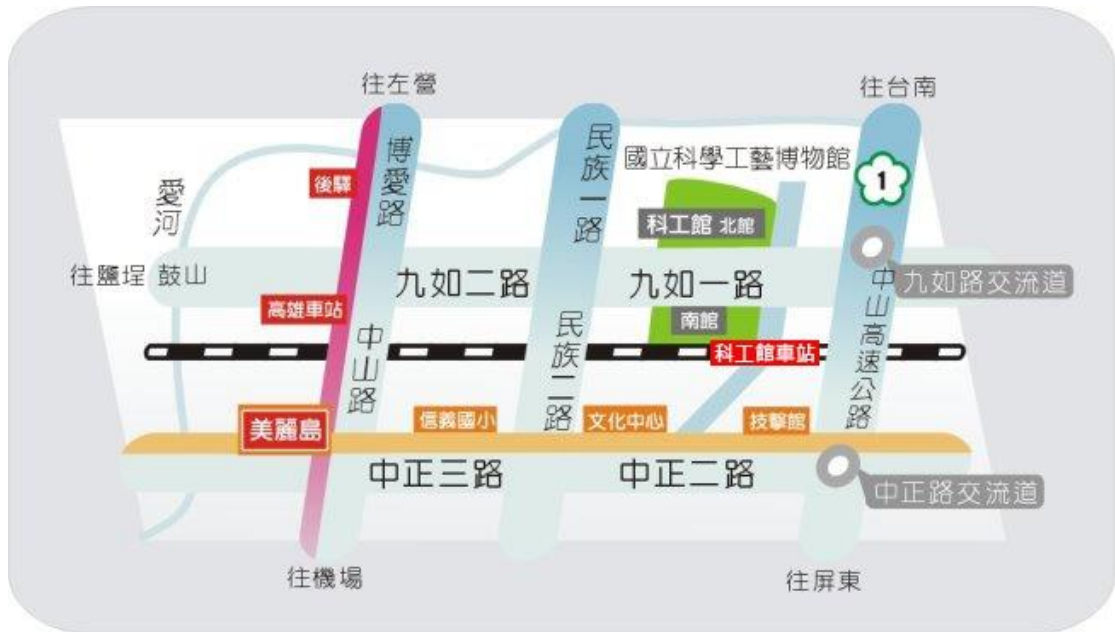 往左營
往台南
博愛路
民族一路
國立科學工藝博物館
1
後驛
愛河
科工館 北館
往鹽埕 鼓山
九如二路
九如一路
九如路交流道
高雄車站
南館
中山路
民族二路
科工館車站
中山高速公路
美麗島
信義國小
文化中心
技擊館
中正三路
中正二路
中正路交流道
往機場
往屏東